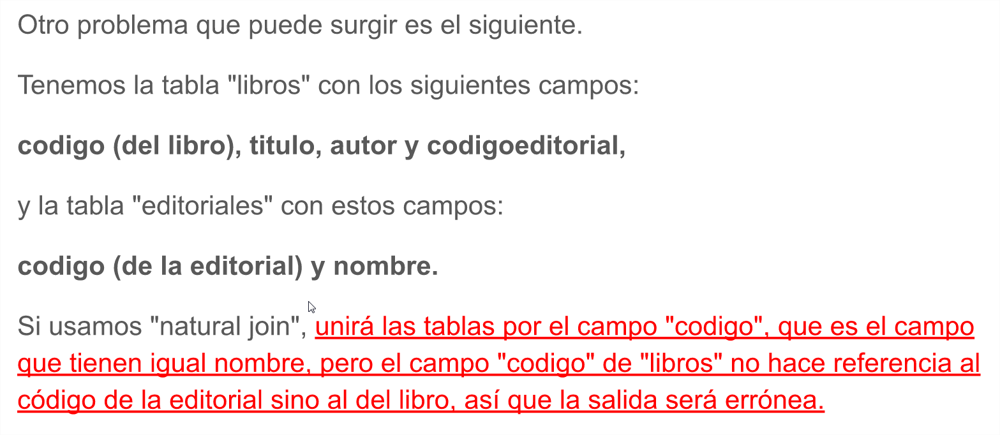 Otro problema que puede surgir es el siguiente.
Tenemos la tabla "libros" con los siguientes campos:
codigo (del libro), titulo, autor y codigoeditorial,
y la tabla "editoriales" con estos campos:
codigo (de la editorial) y nombre.
Si usamos "natural join", unirá las tablas por el campo "codigo", que es el campo
que tienen igual nombre, pero el campo "codigo" de "libros" no hace referencia al
código de la editorial sino al del libro, así que la salida será errónea.